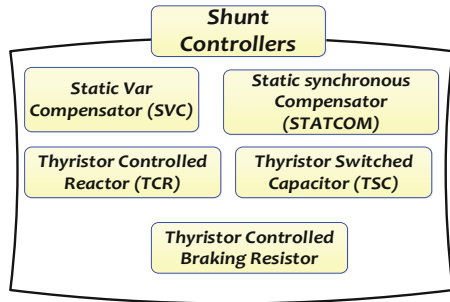 Shunt
Controllers
Static Var
Compensator (SVC)
Static synchronous
Compensator
(STATCOM)
Thyristor Controlled
Reactor (TCR)
Thyristor Switched
Capacitor (TSC)
Thyristor Controlled
Braking Resistor